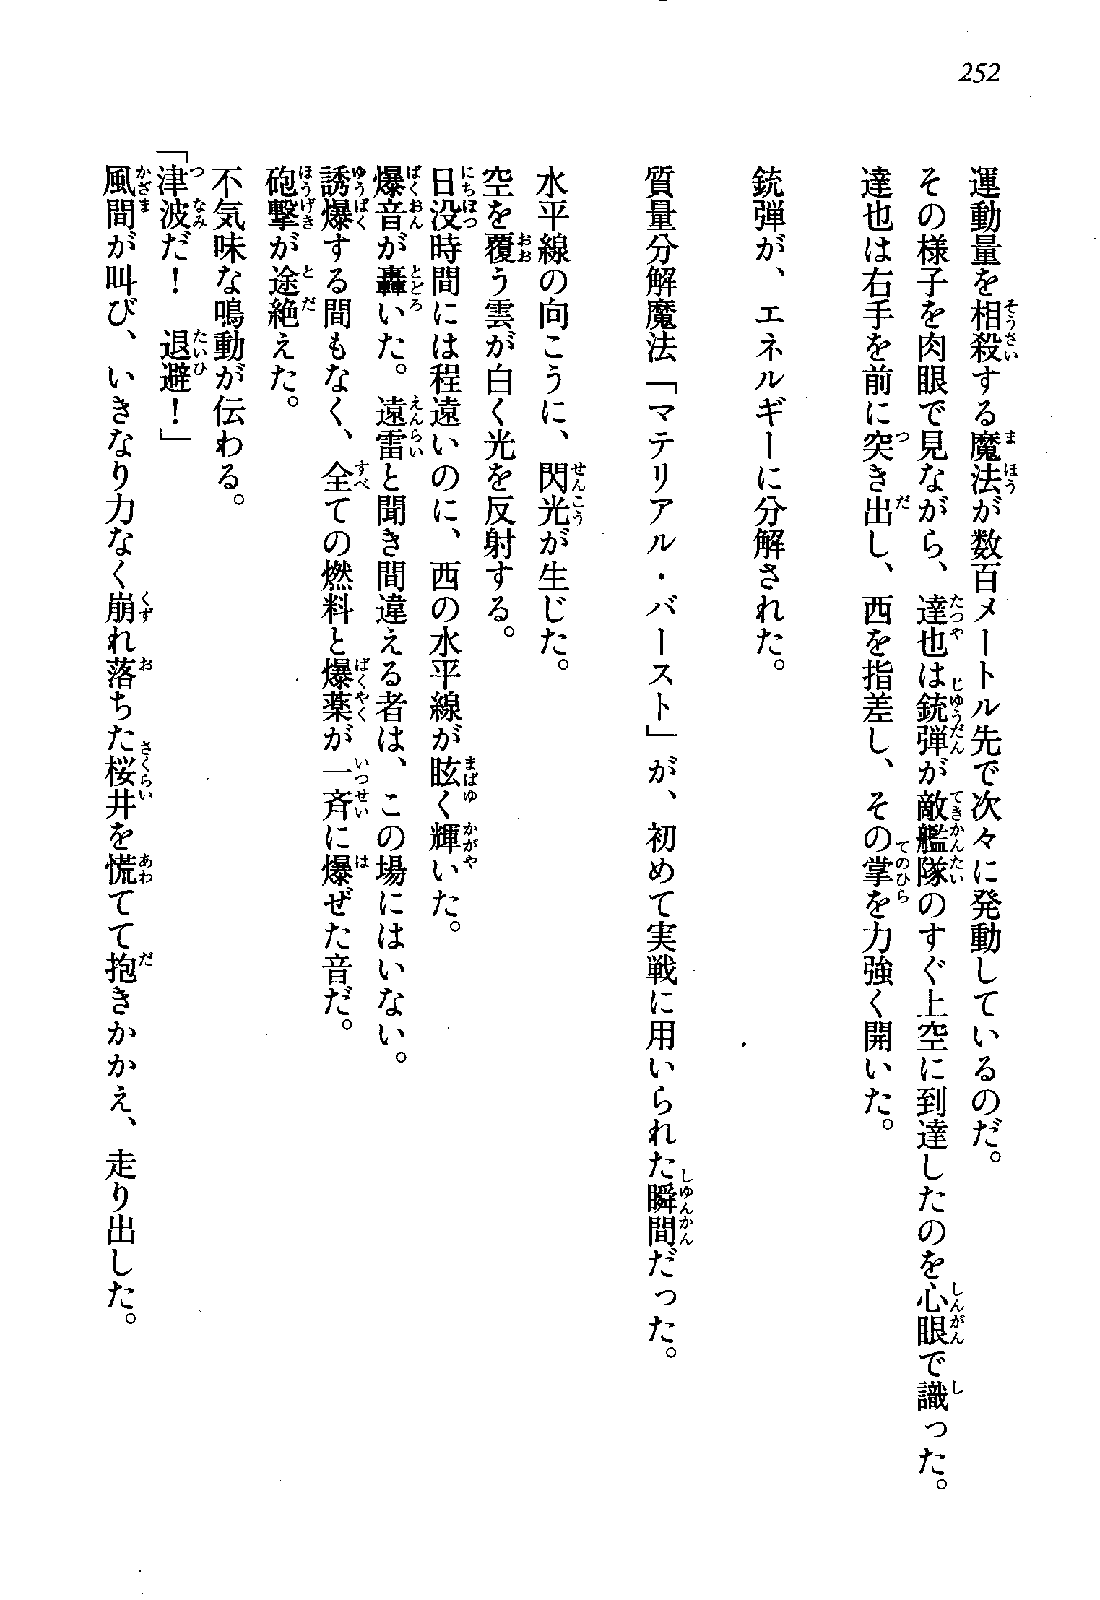 252
運動量を相殺する魔法が数百メートル先で次々に発動しているのだ。
その様子を肉眼で見ながら、達也は銃弾が敵艦隊のすぐ上空に到達したのを心眼で識った。
達也は右手を前に突き出し、西を指差し、その掌を力強く開いた。
銃弾が、エネルギーに分解された。
質量分解魔法「マテリアル・バースト」が、初めて実戦に用いられた瞬間だった。
水平線の向こうに、閃光が生じた。
空を覆う雲が白く光を反射する。
日没時間には程遠いのに、西の水平線が眩く輝いた。
爆音が轟いた。遠雷と聞き間違える者は、この場にはいない。
誘爆する間もなく、全ての燃料と爆薬が一斉に爆ぜた音だ。
砲撃が途絶えた。
不気味な鳴動が伝わる。
「津波だ！　退避！」
風間が叫び、いきなり力なく崩れ落ちた桜井を慌てて抱きかかえ、走り出した。